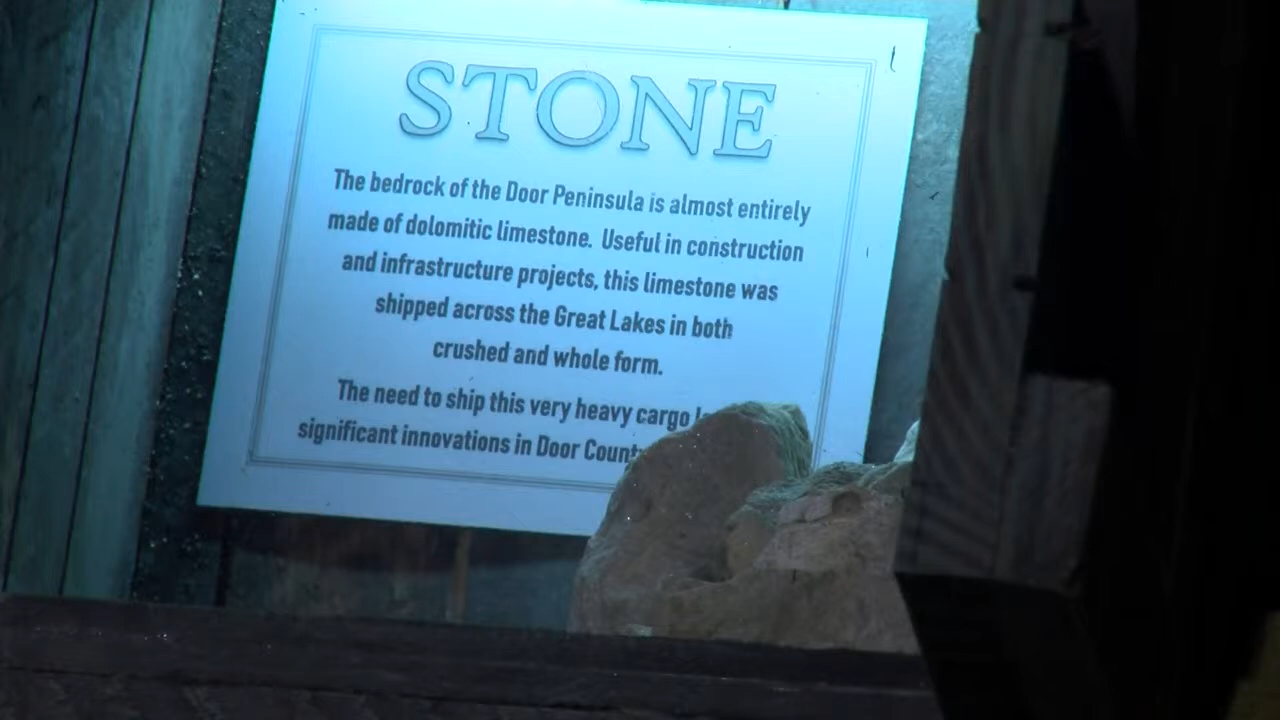 STONE
The bedrock of the Door Peninsula is almost entirely
made of dolomitic limestone. Useful in construction
and infrastructure projects, this limestone was
shipped across the Great Lakes in both
crushed and whole form.
The need to ship this very heavy cargo
significant innovations in Door